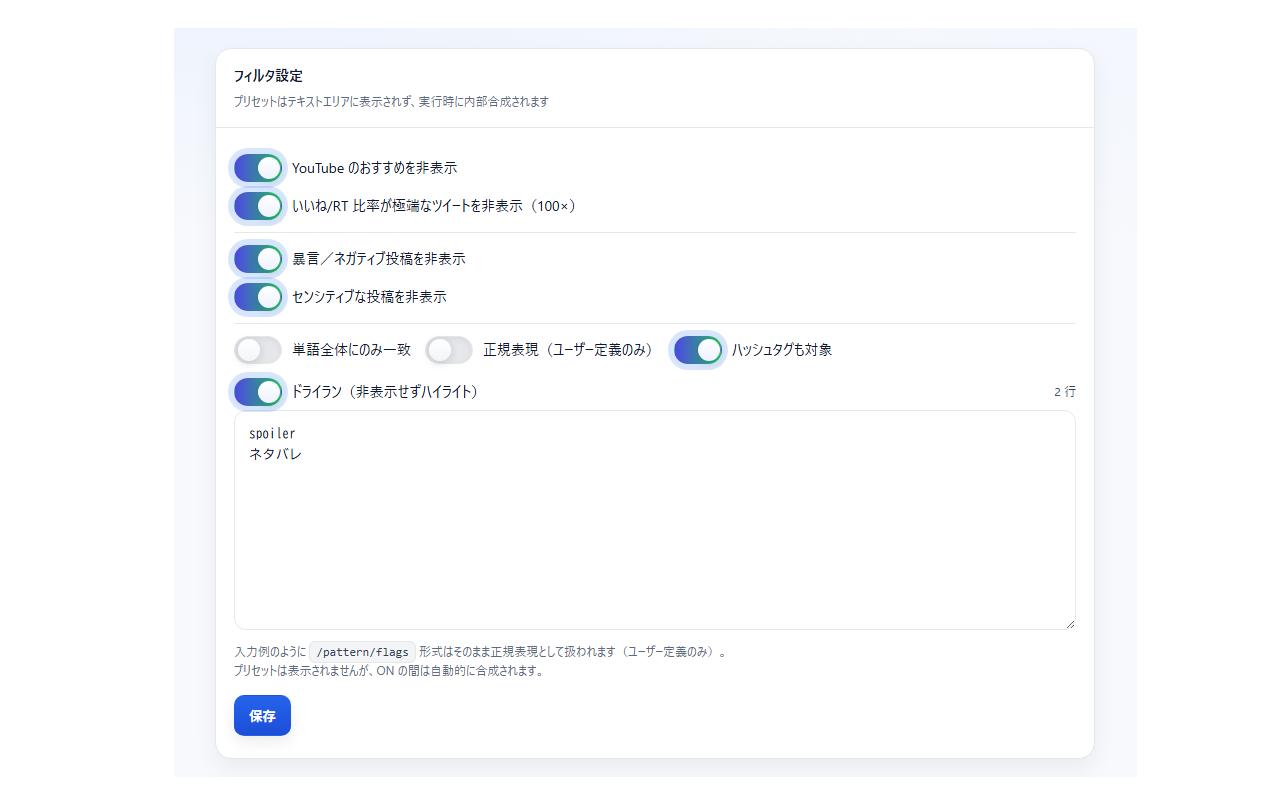 フィルタ設定
プリセットはテキストエリアに表示されず、実行時に内部合成されます
YouTube のおすすめを非表示
いいね/RT 比率が極端なツイートを非表示（100×）
暴言／ネガティブ投稿を非表示
センシティブな投稿を非表示
単語全体にのみ一致 正規表現（ユーザー定義のみ） ハッシュタグも対象
ドライラン（非表示せずハイライト） 2 行
spoiler
ネタバレ
入力例のように /pattern/flags 形式はそのまま正規表現として扱われます（ユーザー定義のみ）。
プリセットは表示されませんが、ON の間は自動的に合成されます。
保存